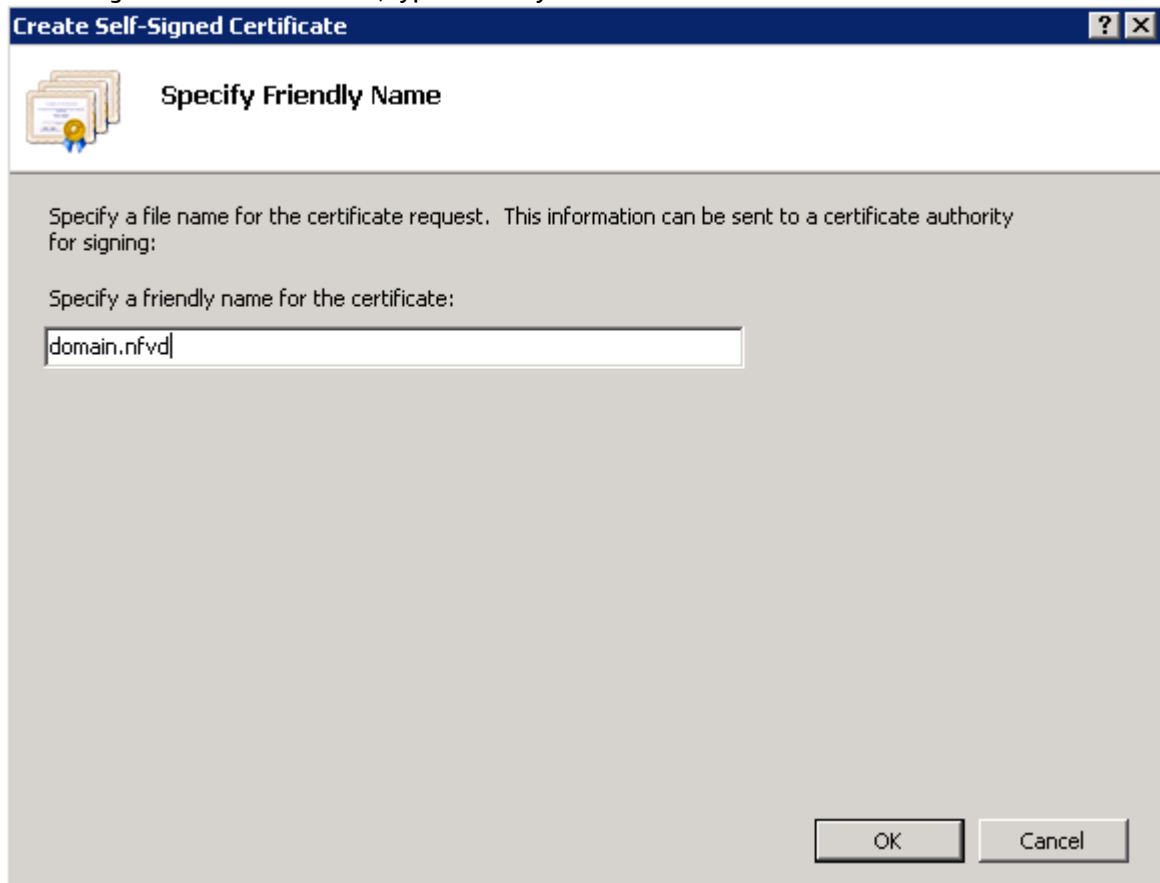 Create Self-Signed Certificate
Specify Friendly Name
Specify a file name for the certificate request.  This information can be sent to a certificate authority
for signing:
Specify a friendly name for the certificate:
domain.nfvd
OK
Cancel